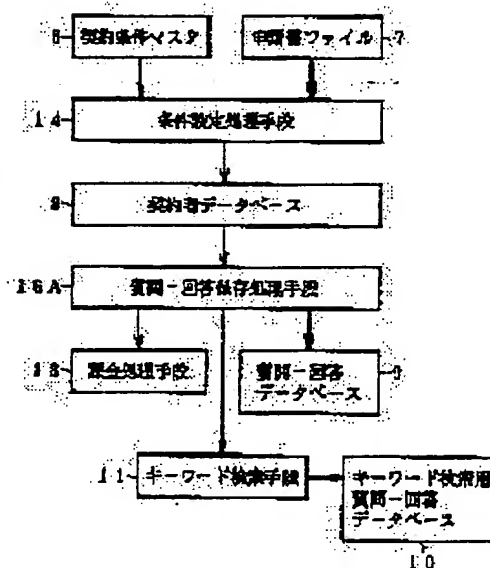 契約条件マスタ
申請書ファイル
7
14
条件設定処理手段
契約者データベース
16A
質問ー回答保存処理手段
課金処理手段
質問ー回答
データベース
9
11
キーワード検索手段
キーワード検索用
質問ー回答
データベース
10